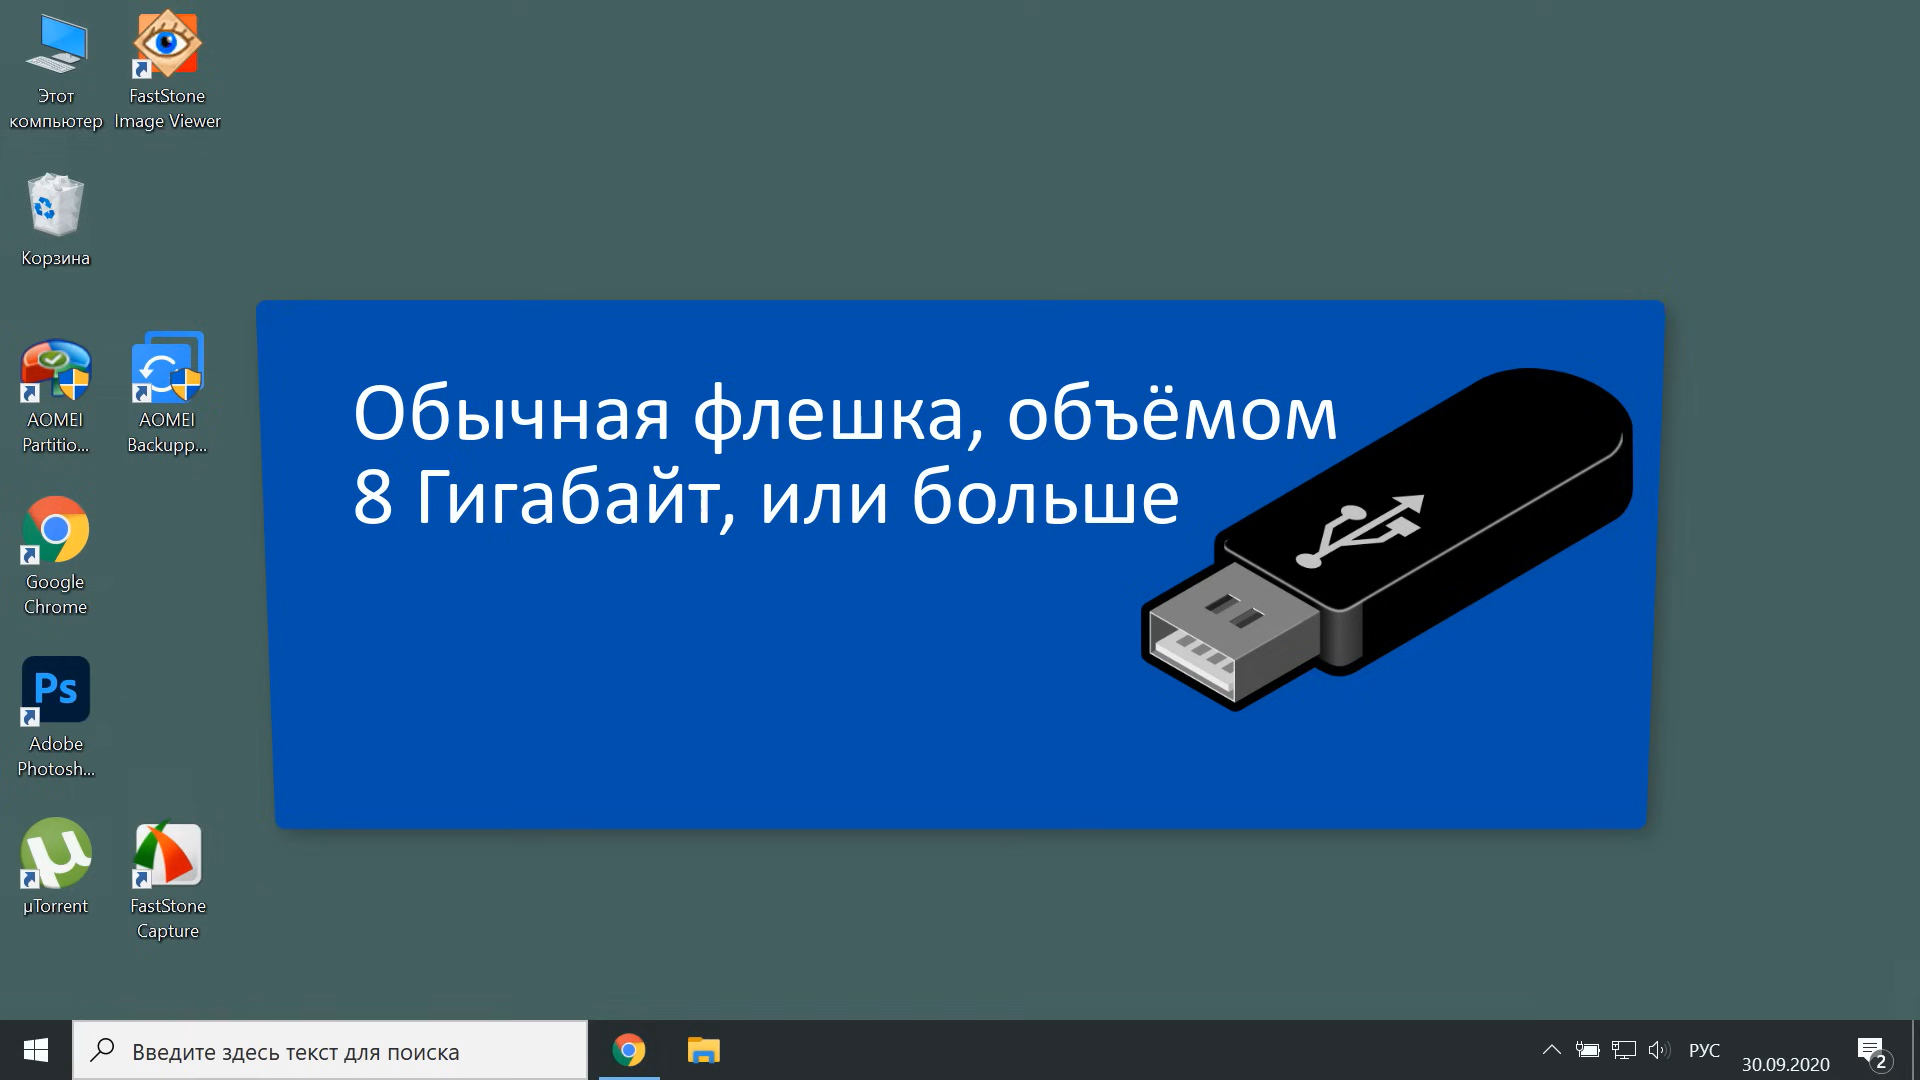 Этот
компьютер
FastStone
Image Viewer
Корзина
AOMEI
Partitio...
AOMEI
Backupp...
Google
Chrome
Ps
Adobe
Photosh...
µTorrent
FastStone
Capture
Обычная флешка, объёмом
8 Гигабайт, или больше
Введите здесь текст для поиска
РУС
30.09.2020
2